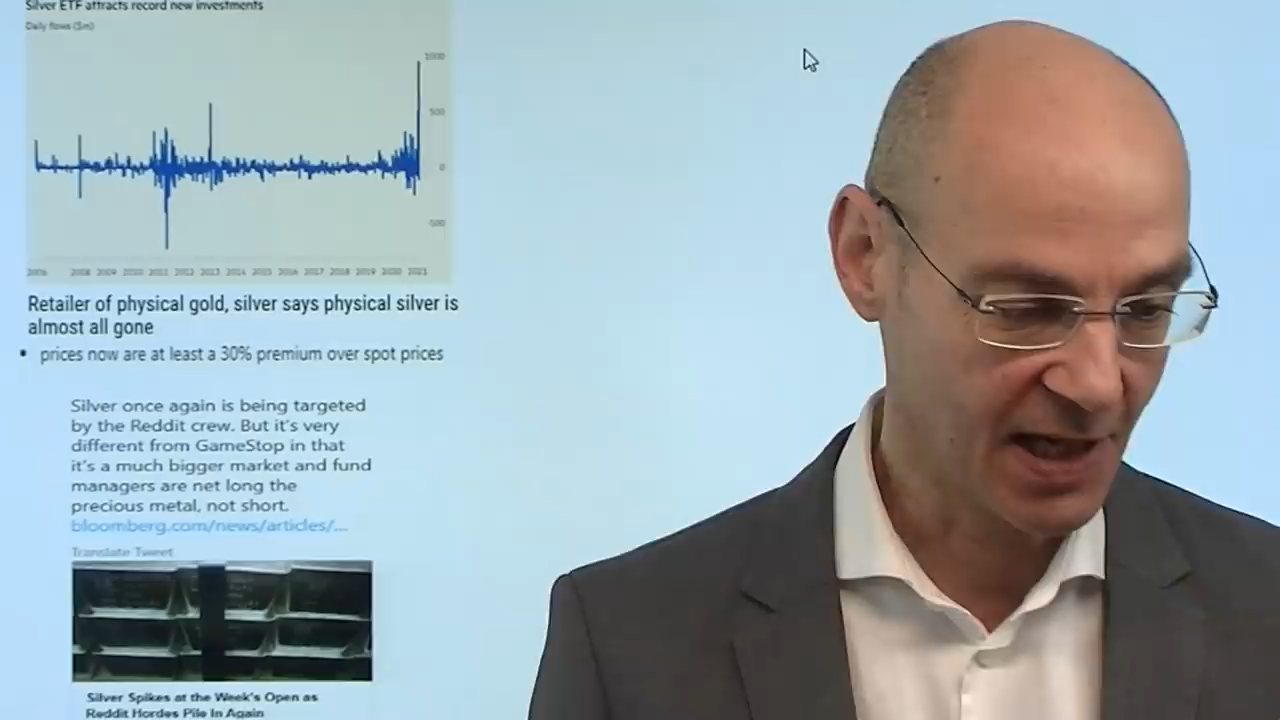 Silver ETF attracts record new investments
Daily flows ($m)
1000
500
0
-500
2006 2008 2009 2010 2011 2012 2013 2014 2015 2016 2017 2018 2019 2020 2021
Retailer of physical gold, silver says physical silver is
almost all gone
• prices now are at least a 30% premium over spot prices
Silver once again is being targeted
by the Reddit crew. But it's very
different from GameStop in that
it's a much bigger market and fund
managers are net long the
precious metal, not short.
bloomberg.com/news/articles/...
Translate Tweet
Silver Spikes at the Week's Open as
Reddit Hordes Pile In Again